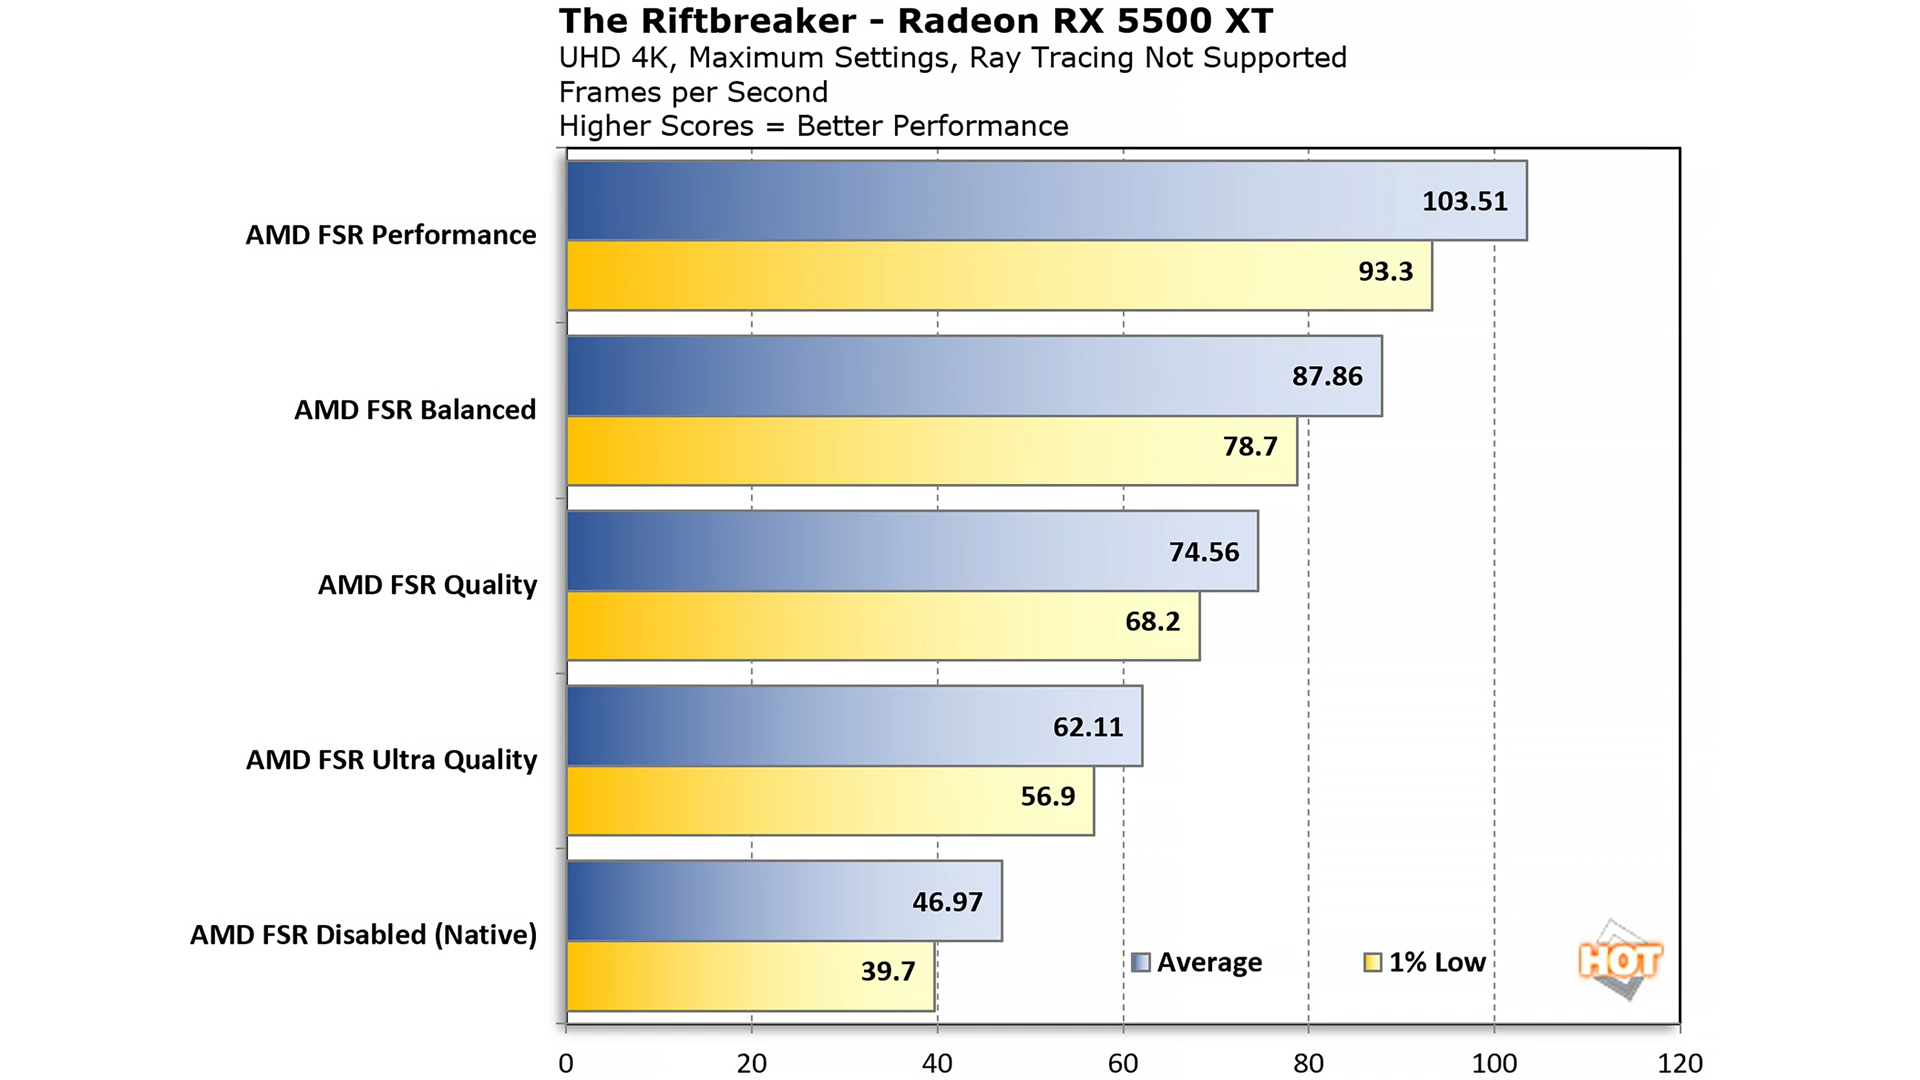 The Riftbreaker - Radeon RX 5500 XT
UHD 4K, Maximum Settings, Ray Tracing Not Supported
Frames per Second
Higher Scores = Better Performance
AMD FSR Performance
103.51
93.3
AMD FSR Balanced
87.86
78.7
AMD FSR Quality
74.56
68.2
AMD FSR Ultra Quality
62.11
56.9
AMD FSR Disabled (Native)
46.97
39.7
Average
1% Low
HOT
0 20 40 60 80 100 120